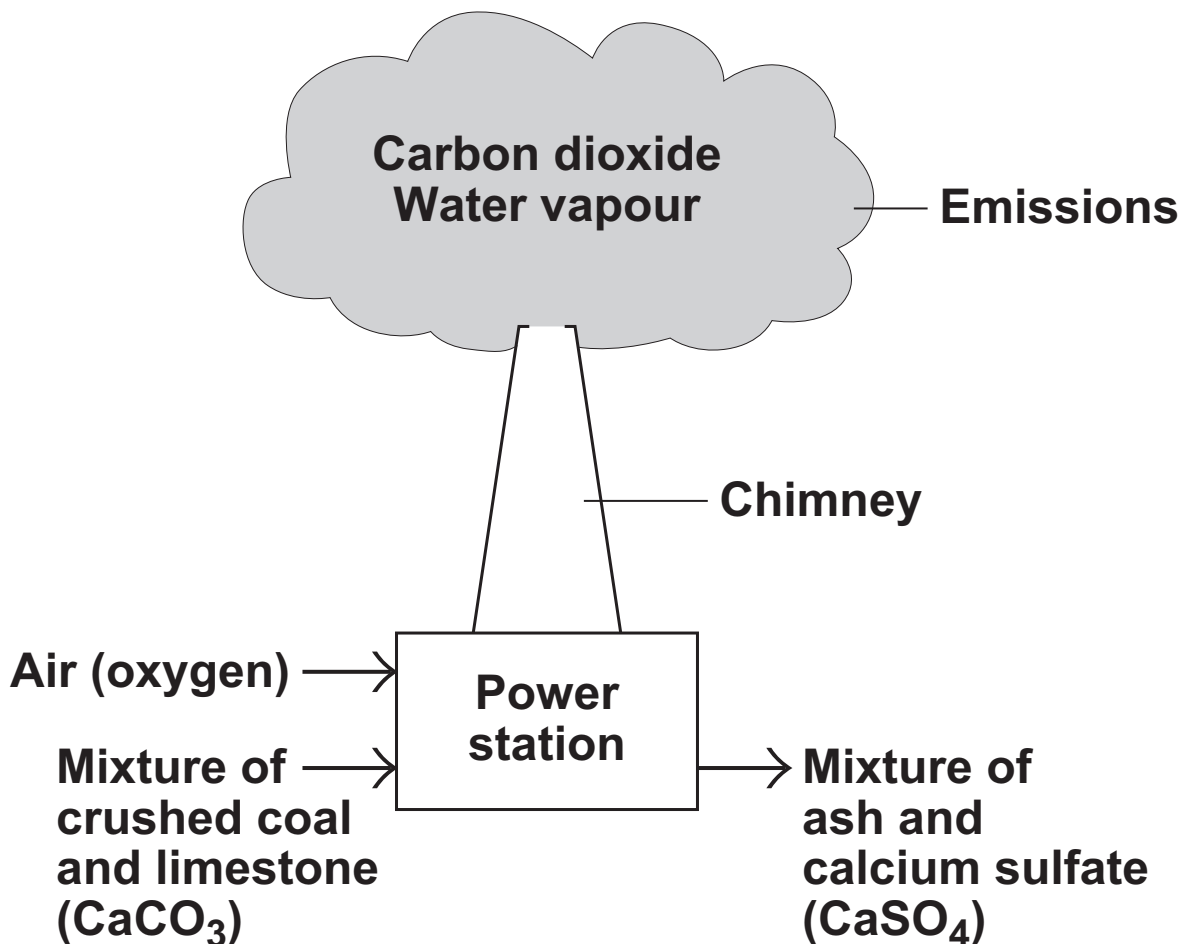 Carbon dioxide
Water vapour
Emissions
Chimney
Air (oxygen)
Power
station
Mixture of
crushed coal
and limestone
(CaCO₃)
Mixture of
ash and
calcium sulfate
(CaSO₄)